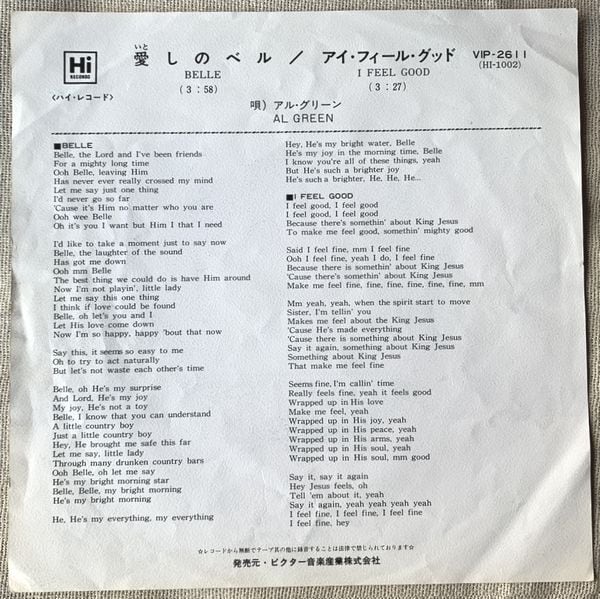 Hi
RECORDS
〈ハイ・レコード〉
いと
愛しのベル／アイ・フィール・グッド
BELLE
I FEEL GOOD
(3：58)
(3：27)
VIP-2611
(HI-1002)
唄）アル・グリーン
AL GREEN
■BELLE
Belle, the Lord and I've been friends
For a mighty long time
Ooh Belle, leaving Him
Has never ever really crossed my mind
Let me say just one thing
I'd never go so far
'Cause it's Him no matter who you are
Ooh wee Belle
Oh it's you I want but Him I that I need
I'd like to take a moment just to say now
Belle, the laughter of the sound
Has got me down
Ooh mm Belle
The best thing we could do is have Him around
Now I'm not playin', little lady
Let me say this one thing
I think if love could be found
Belle, oh let's you and I
Let His love come down
Now I'm so happy, happy 'bout that now
Say this, it seems so easy to me
Oh to try to act naturally
But let's not waste each other's time
Belle, oh He's my surprise
And Lord, He's my joy
My joy, He's not a toy
Belle, I know that you can understand
A little country boy
Just a little country boy
Hey, He brought me safe this far
Let me say, little lady
Through many drunken country bars
Ooh Belle, oh let me say
He's my bright morning star
Belle, Belle, my bright morning
He's my bright morning
He, He's my everything, my everything
Hey, He's my bright water, Belle
He's my joy in the morning time, Belle
I know you're all of these things, yeah
But He's such a brighter joy
He's such a brighter, He, He, He...
■I FEEL GOOD
I feel good, I feel good
I feel good, I feel good
Because there's somethin' about King Jesus
To make me feel good, somethin' mighty good
Said I feel fine, mm I feel fine
Ooh I feel fine, yeah I do, I feel fine
Because there is somethin' about King Jesus
'Cause there's somethin' about King Jesus
Make me feel fine, fine, fine, fine, fine, mm
Mm yeah, yeah, when the spirit start to move
Sister, I'm tellin' you
Makes me feel about the King Jesus
'Cause He's made everything
'Cause there is something about King Jesus
Say it again, something about King Jesus
Something about King Jesus
That make me feel fine
Seems fine, I'm callin' time
Really feels fine, yeah it feels good
Wrapped up in His love
Make me feel, yeah
Wrapped up in His joy, yeah
Wrapped up in His peace, yeah
Wrapped up in His arms, yeah
Wrapped up in His soul, yeah
Wrapped up in His soul, mm good
Say it, say it again
Hey Jesus feels, oh
Tell 'em about it, yeah
Say it again, yeah yeah yeah yeah
I feel fine, I feel fine, I feel fine
I feel fine, hey
☆レコードから無断でテープ其の他に録音することは法律で禁じられております☆
発売元・ビクター音楽産業株式会社